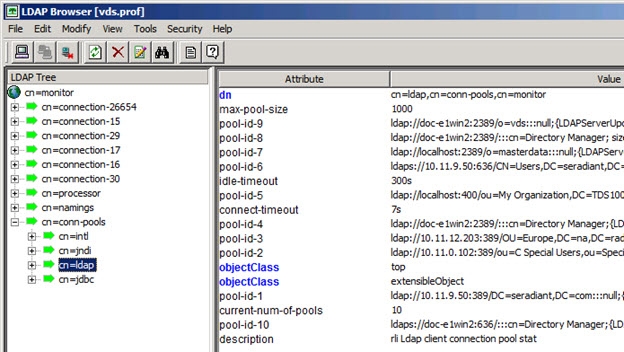 LDAP Browser [vds.prof]
File Edit Modify View Tools Security Help
LDAP Tree
cn=monitor
cn=connection-26654
cn=connection-15
cn=connection-29
cn=connection-17
cn=connection-16
cn=connection-30
cn=processor
cn=namings
cn=conn-pools
cn=intl
cn=jndi
cn=ldap
cn=jdbc
Attribute Value
dn cn=ldap,cn=conn-pools,cn=monitor
max-pool-size 1000
pool-id-9 ldap://doc-e1win2:2389/o=vds:::null;{LDAPServerUpd
pool-id-8 ldap://doc-e1win2:2389/:::cn=Directory Manager; size
pool-id-7 ldap://localhost:2389/o=masterdata:::null;{LDAPServ
pool-id-6 ldaps://10.11.9.50:636/CN=Users,DC=seradiant,DC=
idle-timeout 300s
pool-id-5 ldap://localhost:400/ou=My Organization,DC=TDS100
connect-timeout 7s
pool-id-4 ldap://doc-e1win2:2389/:::cn=Directory Manager;{L
pool-id-3 ldap://10.11.12.203:389/OU=Europe,DC=na,DC=rad
pool-id-2 ldap://10.11.0.102:389/ou=C Special Users,ou=Speci
objectClass top
objectClass extensibleObject
pool-id-1 ldap://10.11.9.50:389/DC=seradiant,DC=com:::null;{
current-num-of-pools 10
pool-id-10 ldaps://doc-e1win2:636/:::cn=Directory Manager;{LD
description rli Ldap client connection pool stat